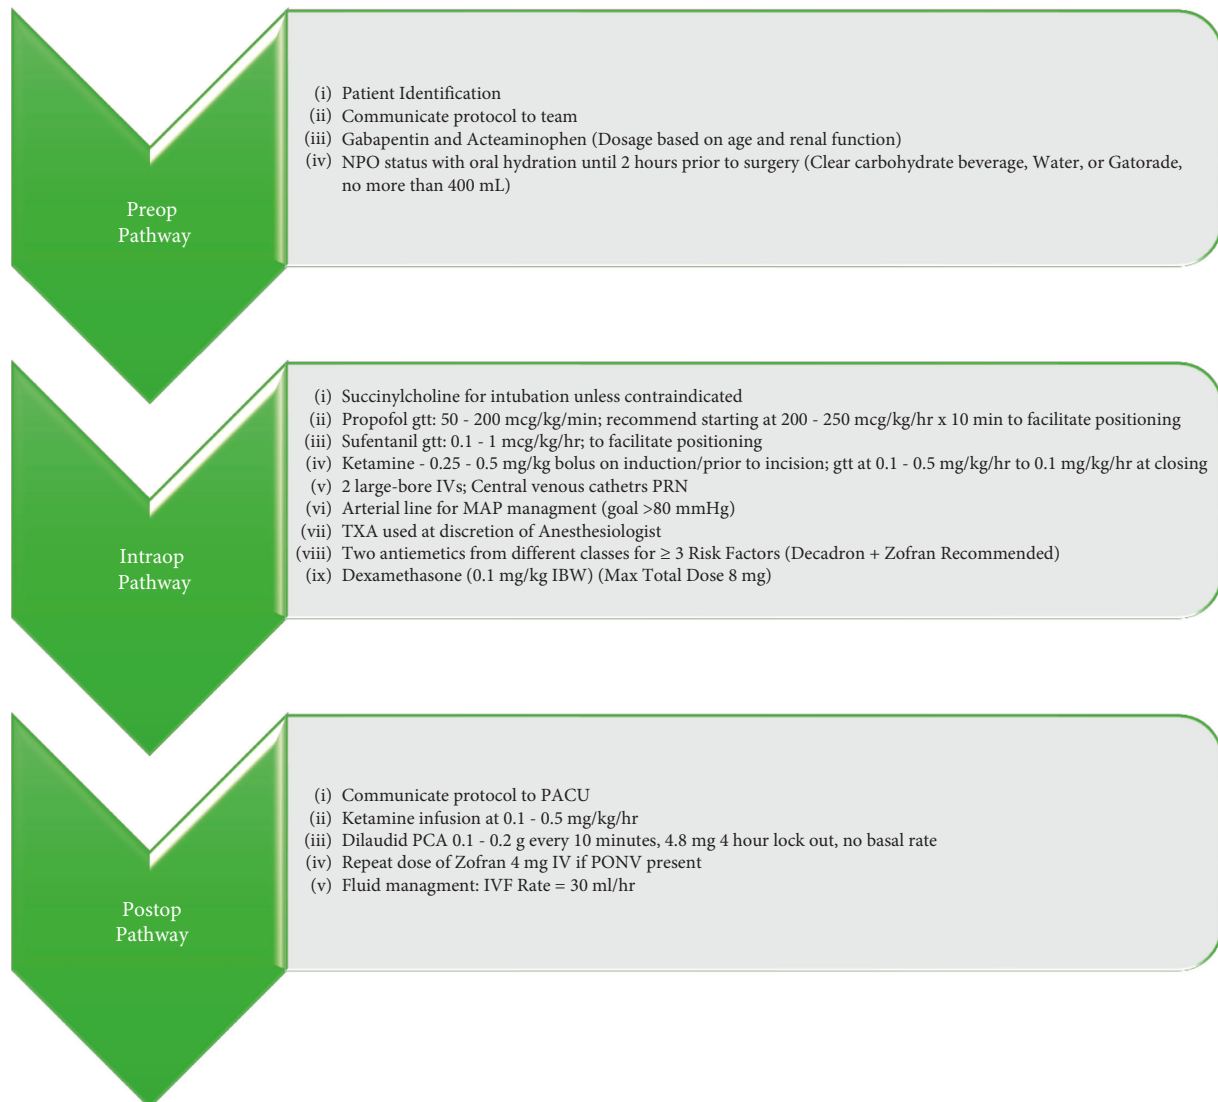 Preop
Pathway
(i) Patient Identification
(ii) Communicate protocol to team
(iii) Gabapentin and Acteaminophen (Dosage based on age and renal function)
(iv) NPO status with oral hydration until 2 hours prior to surgery (Clear carbohydrate beverage, Water, or Gatorade,
no more than 400 mL)
Intraop
Pathway
(i) Succinylcholine for intubation unless contraindicated
(ii) Propofol gtt: 50 - 200 mcg/kg/min; recommend starting at 200 - 250 mcg/kg/hr x 10 min to facilitate positioning
(iii) Sufentanil gtt: 0.1 - 1 mcg/kg/hr; to facilitate positioning
(iv) Ketamine - 0.25 - 0.5 mg/kg bolus on induction/prior to incision; gtt at 0.1 - 0.5 mg/kg/hr to 0.1 mg/kg/hr at closing
(v) 2 large-bore IVs; Central venous cathetrs PRN
(vi) Arterial line for MAP managment (goal >80 mmHg)
(vii) TXA used at discretion of Anesthesiologist
(viii) Two antiemetics from different classes for ≥ 3 Risk Factors (Decadron + Zofran Recommended)
(ix) Dexamethasone (0.1 mg/kg IBW) (Max Total Dose 8 mg)
Postop
Pathway
(i) Communicate protocol to PACU
(ii) Ketamine infusion at 0.1 - 0.5 mg/kg/hr
(iii) Dilaudid PCA 0.1 - 0.2 g every 10 minutes, 4.8 mg 4 hour lock out, no basal rate
(iv) Repeat dose of Zofran 4 mg IV if PONV present
(v) Fluid managment: IVF Rate = 30 ml/hr